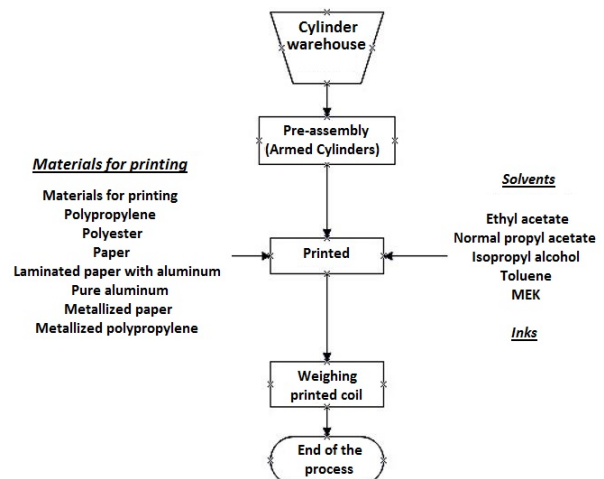 Cylinder
warehouse
Pre-assembly
(Armed Cylinders)
Materials for printing
Materials for printing
Polypropylene
Polyester
Paper
Laminated paper with aluminum
Pure aluminum
Metallized paper
Metallized polypropylene
Printed
Solvents
Ethyl acetate
Normal propyl acetate
Isopropyl alcohol
Toluene
MEK
Inks
Weighing
printed coil
End of the
process